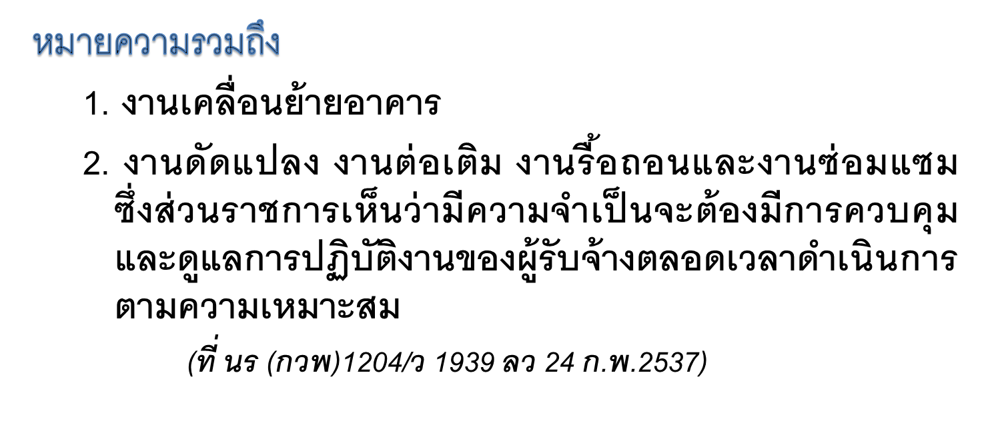 หมายความรวมถึง
1. งานเคลื่อนย้ายอาคาร
2. งานดัดแปลง งานต่อเติม งานรื้อถอนและงานซ่อมแซม
ซึ่งส่วนราชการเห็นว่ามีความจำเป็นจะต้องมีการควบคุม
และดูแลการปฏิบัติงานของผู้รับจ้างตลอดเวลาดำเนินการ
ตามความเหมาะสม
(ที่ นร (กวพ)1204/ว 1939 ลว 24 ก.พ.2537)